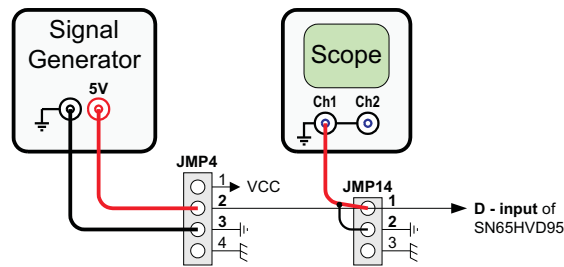 Signal
Generator
5V
Scope
Ch1 Ch2
JMP4
1
VCC
2
3
4
JMP14
1
2
3
D - input of
SN65HVD95